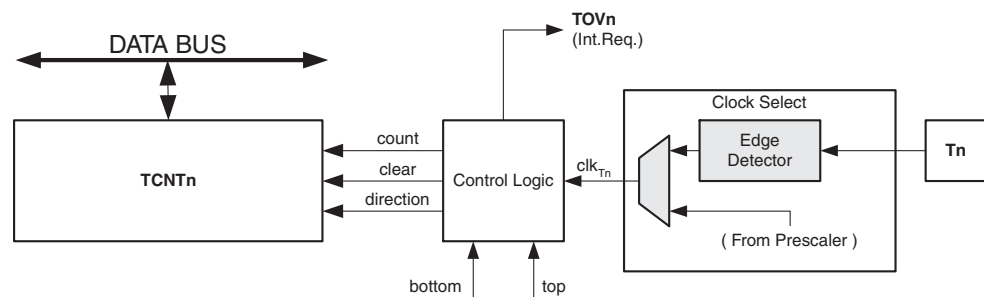 TOVn
(Int.Req.)
DATA BUS
Clock Select
count
Edge
Detector
Tn
TCNTn
clear
Control Logic
clkTn
direction
( From Prescaler )
bottom
top